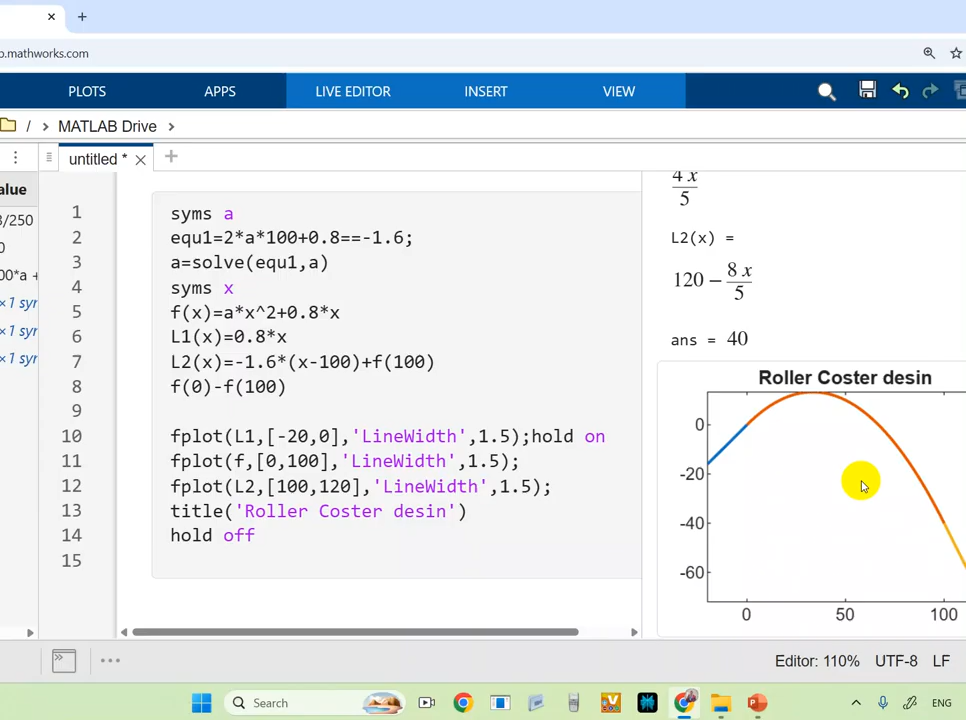 b.mathworks.com
PLOTS APPS LIVE EDITOR INSERT VIEW
/ › MATLAB Drive ›
untitled * × +
1 syms a
2 equ1=2*a*100+0.8==-1.6;
3 a=solve(equ1,a)
4 syms x
5 f(x)=a*x^2+0.8*x
6 L1(x)=0.8*x
7 L2(x)=-1.6*(x-100)+f(100)
8 f(0)-f(100)
9
10 fplot(L1,[-20,0],'LineWidth',1.5);hold on
11 fplot(f,[0,100],'LineWidth',1.5);
12 fplot(L2,[100,120],'LineWidth',1.5);
13 title('Roller Coster desin')
14 hold off
15
4 x
5
L2(x) =
120 − 8 x
5
ans = 40
Roller Coster desin
0
-20
-40
-60
0 50 100
Editor: 110% UTF-8 LF
Search
ENG